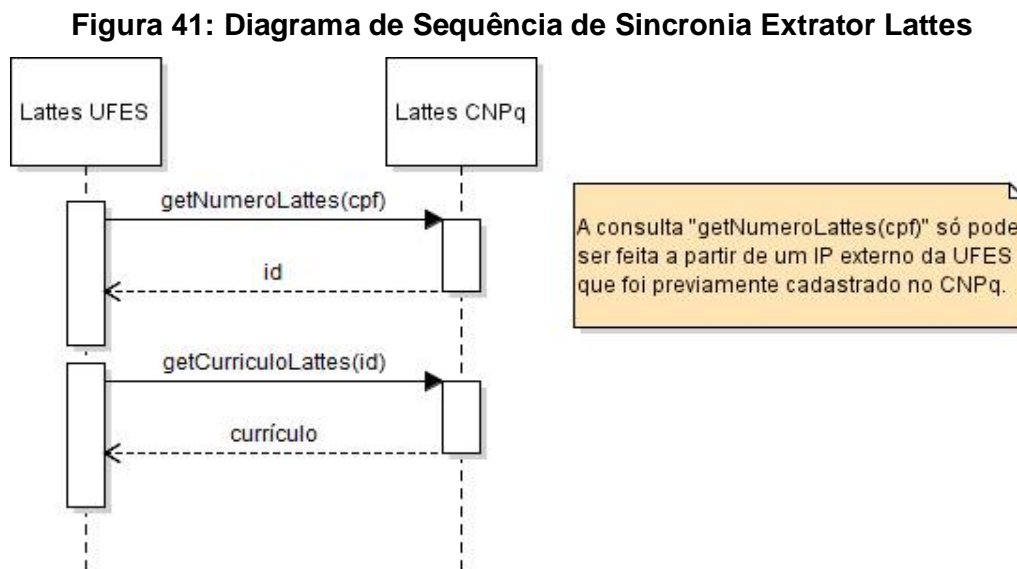 Figura 41: Diagrama de Sequência de Sincronia Extrator Lattes
Lattes UFES
Lattes CNPq
getNumeroLattes(cpf)
id
getCurriculoLattes(id)
currículo
A consulta "getNumeroLattes(cpf)" só pode
ser feita a partir de um IP externo da UFES
que foi previamente cadastrado no CNPq.